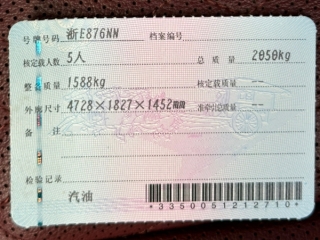 号牌号码 浙E876NN 档案编号
核定载人数 5人 总质量 2050kg
整备质量 1588kg 核定载质量 --
外廓尺寸 4728×1827×1452mm 准牵引总质量 --
备注
检验记录
汽油
*3350051212710*